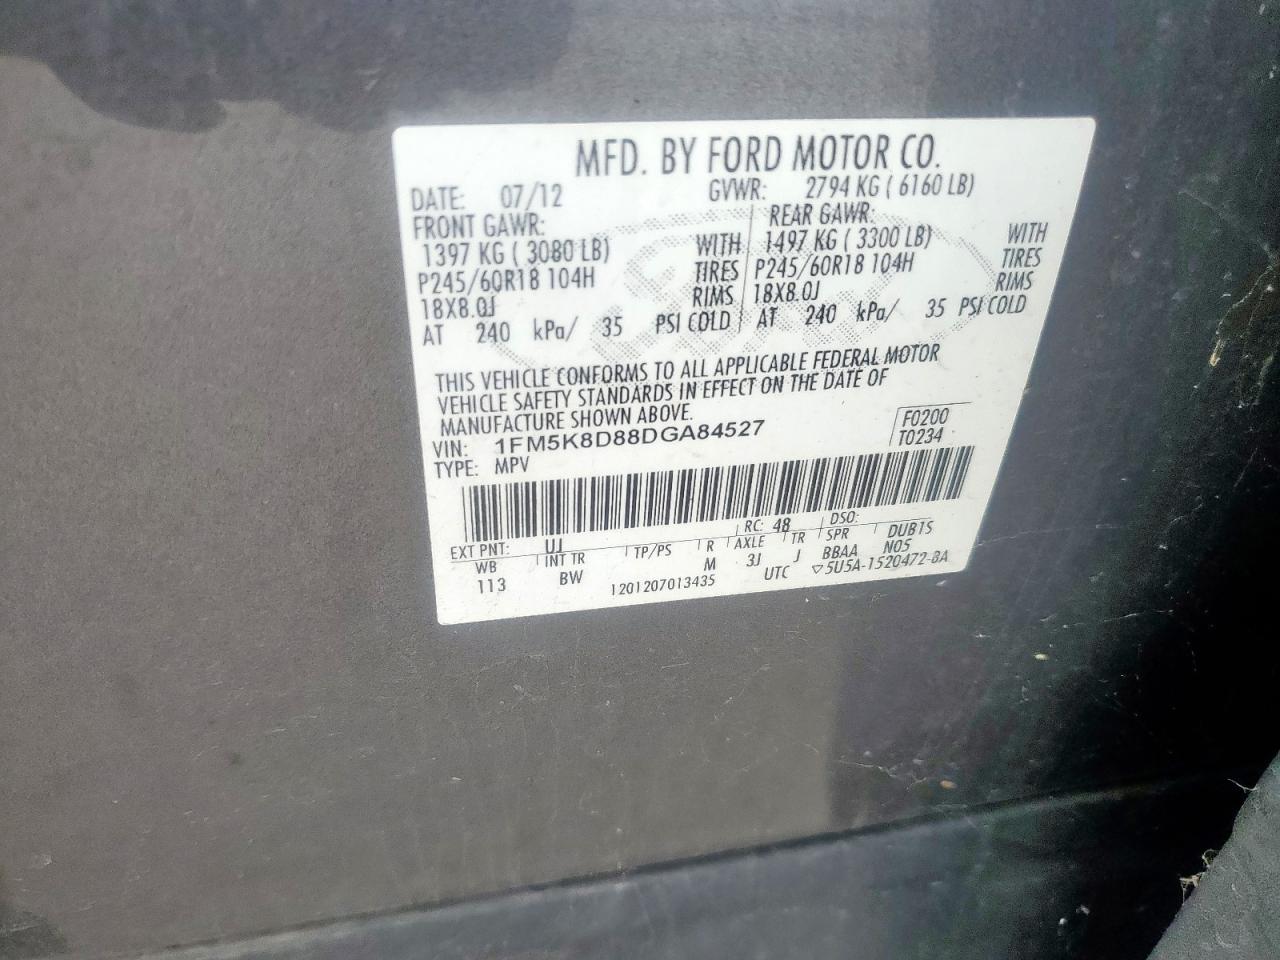 MFD. BY FORD MOTOR CO.
DATE: 07/12 GVWR: 2794 KG ( 6160 LB)
FRONT GAWR: REAR GAWR:
1397 KG ( 3080 LB) WITH 1497 KG ( 3300 LB) WITH
P245/60R18 104H TIRES P245/60R18 104H TIRES
18X8.0J RIMS 18X8.0J RIMS
AT 240 kPa/ 35 PSI COLD AT 240 kPa/ 35 PSI COLD
THIS VEHICLE CONFORMS TO ALL APPLICABLE FEDERAL MOTOR
VEHICLE SAFETY STANDARDS IN EFFECT ON THE DATE OF
MANUFACTURE SHOWN ABOVE.
VIN: 1FM5K8D88DGA84527 F0200
TYPE: MPV T0234
EXT PNT: UJ RC: 48 DSO:
WB INT TR TP/PS R AXLE TR SPR DUB1S
113 BW M 3J J BBAA N05
1201207013435 UTC ▽5U5A-1520472-BA